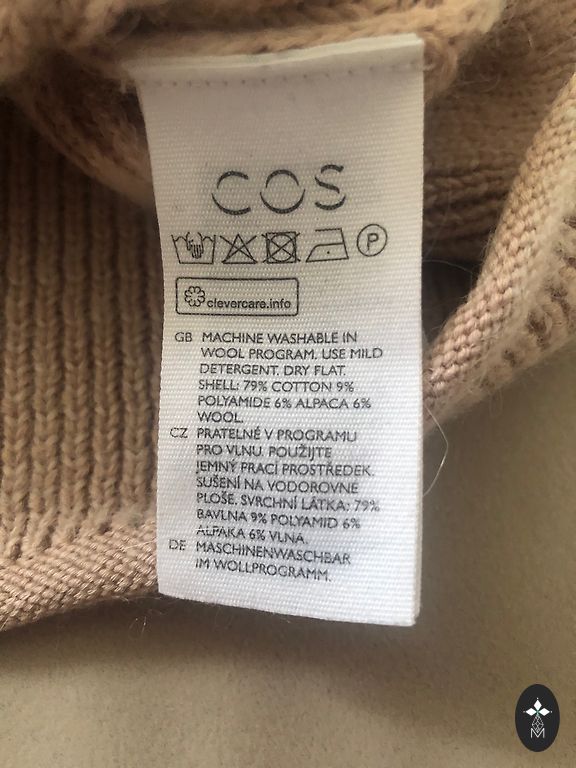 COS
P
clevercare.info
GB MACHINE WASHABLE IN
WOOL PROGRAM. USE MILD
DETERGENT. DRY FLAT.
SHELL: 79% COTTON 9%
POLYAMIDE 6% ALPACA 6%
WOOL.
CZ PRATELNÉ V PROGRAMU
PRO VLNU. POUŽIJTE
JEMNÝ PRACÍ PROSTŘEDEK.
SUŠENÍ NA VODOROVNÉ
PLOŠE. SVRCHNÍ LÁTKA: 79%
BAVLNA 9% POLYAMID 6%
ALPAKA 6% VLNA.
DE MASCHINENWASCHBAR
IM WOLLPROGRAMM.
M